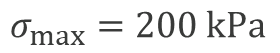 σmax = 200 kPa